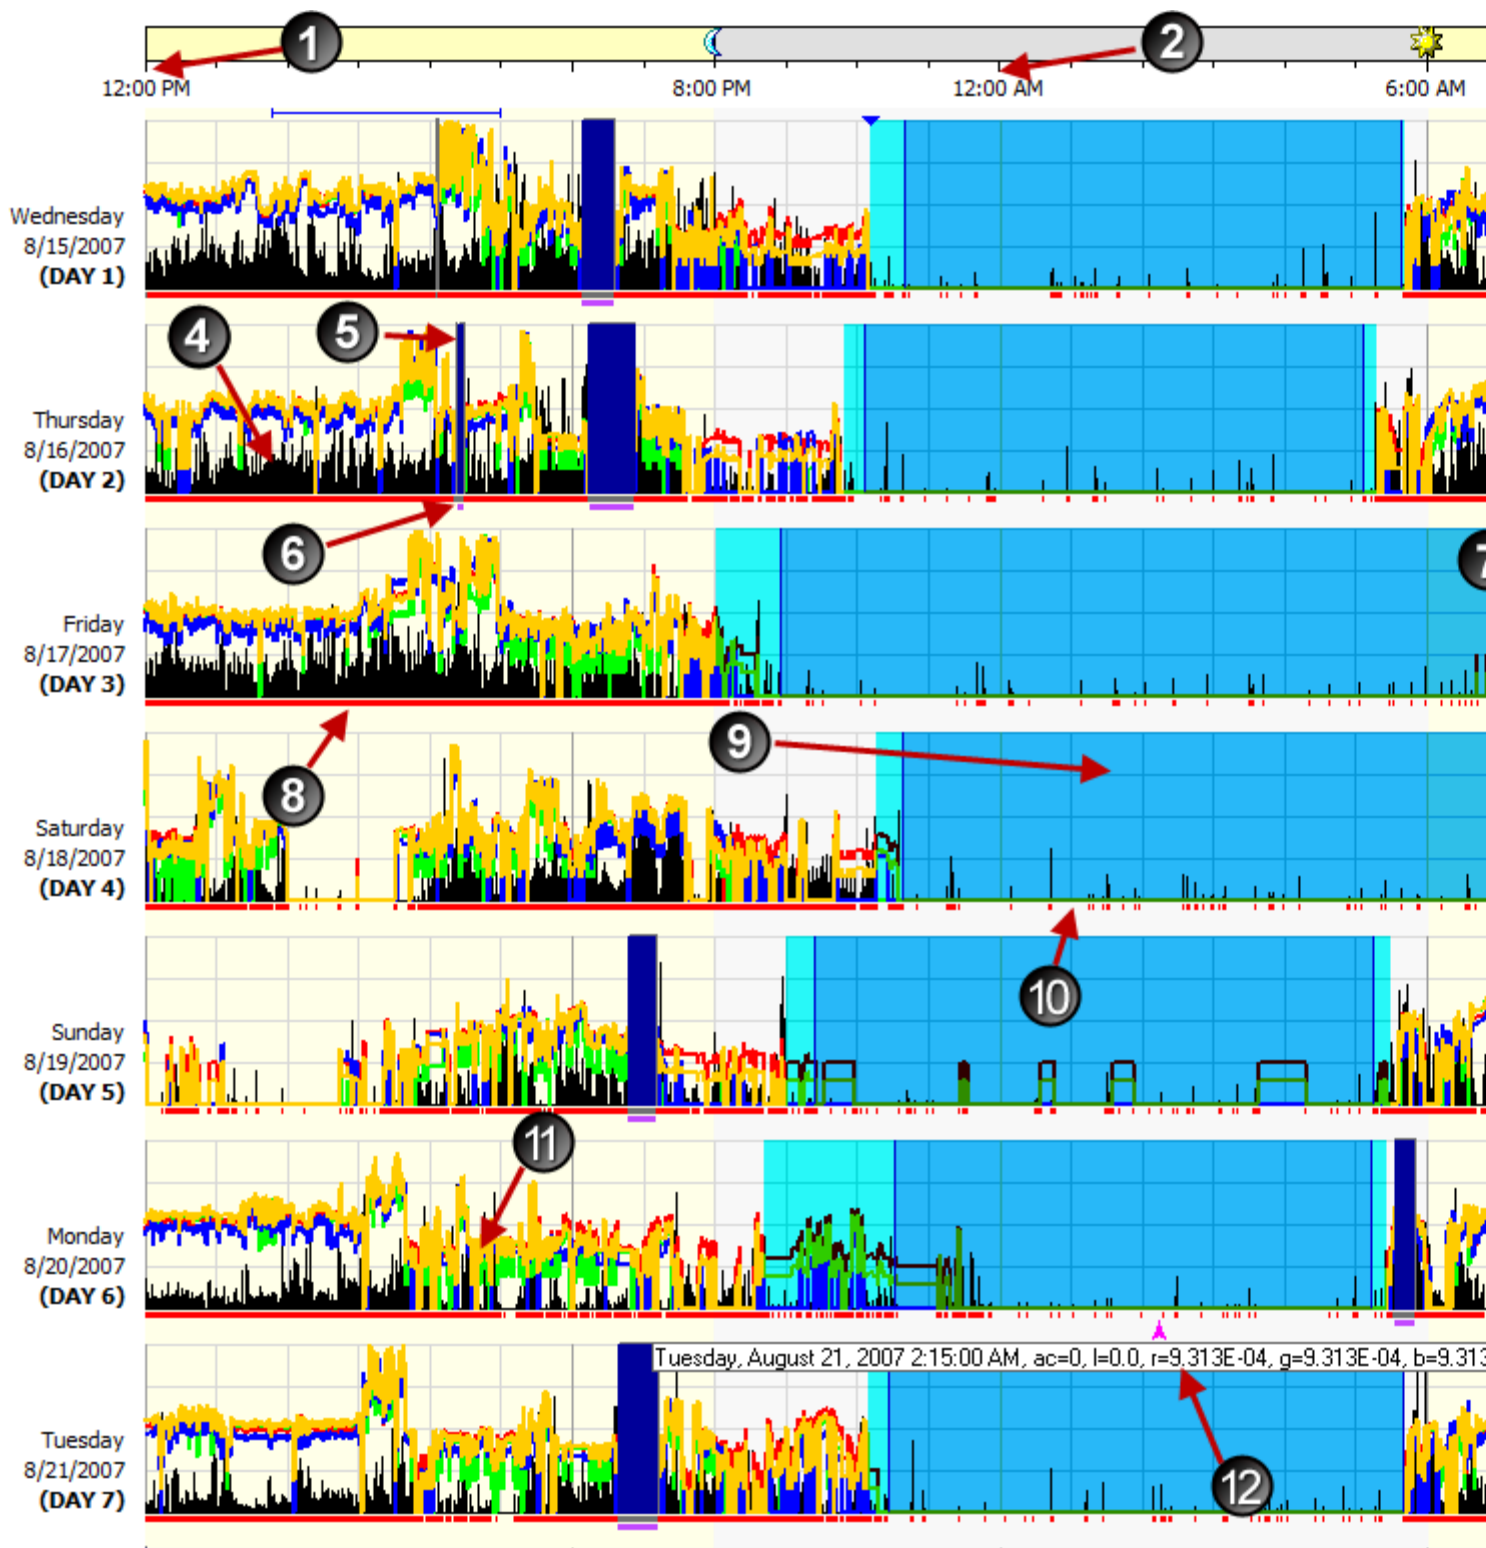 1
2
12:00 PM
8:00 PM
12:00 AM
6:00 AM
Wednesday
8/15/2007
(DAY 1)
4
5
Thursday
8/16/2007
(DAY 2)
6
7
Friday
8/17/2007
(DAY 3)
8
9
Saturday
8/18/2007
(DAY 4)
10
Sunday
8/19/2007
(DAY 5)
11
Monday
8/20/2007
(DAY 6)
Tuesday, August 21, 2007 2:15:00 AM, ac=0, l=0.0, r=9.313E-04, g=9.313E-04, b=9.313
Tuesday
8/21/2007
(DAY 7)
12